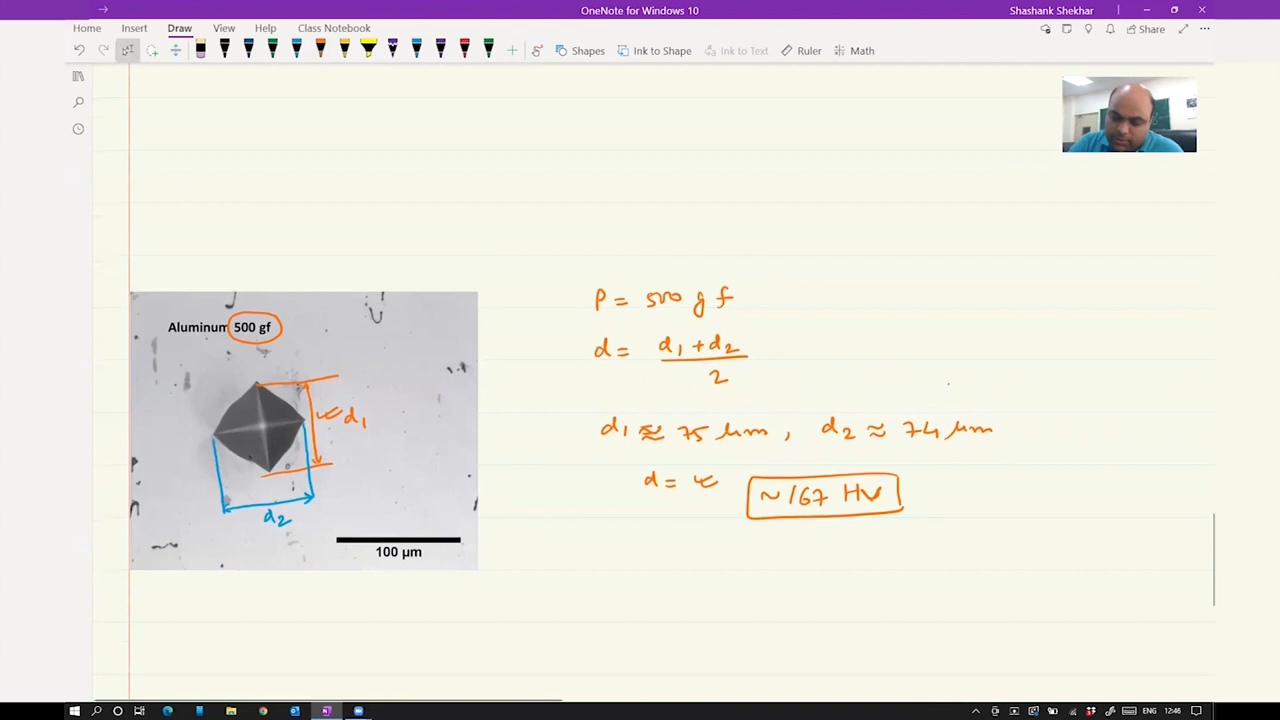 OneNote for Windows 10
Shashank Shekhar
Home Insert Draw View Help Class Notebook
Share
Shapes Ink to Shape Ink to Text Ruler Math
Aluminum 500 gf
d1
d2
100 µm
P = 500 g f
d = d1 + d2
2
d1 ≈ 75 µm, d2 ≈ 74 µm
d =
~167 HV
ENG 12:46